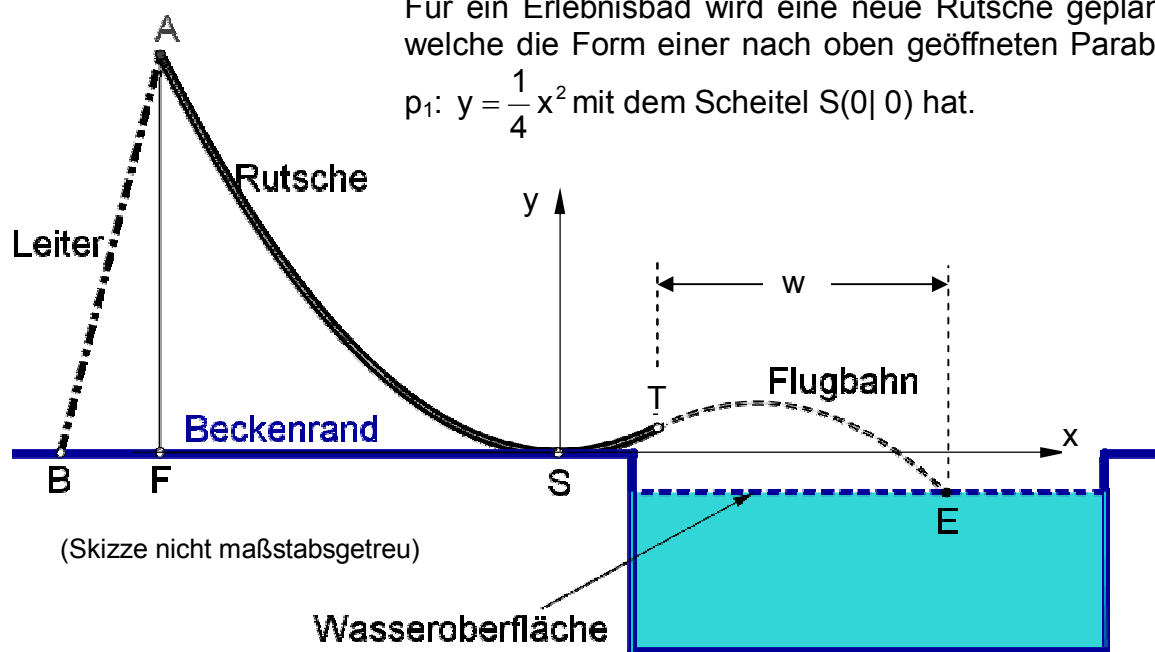 Für ein Erlebnisbad wird eine neue Rutsche geplan
welche die Form einer nach oben geöffneten Parab
p₁: y = 1/4 x² mit dem Scheitel S(0| 0) hat.
A
Rutsche
y
Leiter
w
Flugbahn
T
Beckenrand
x
B
F
S
E
(Skizze nicht maßstabsgetreu)
Wasseroberfläche